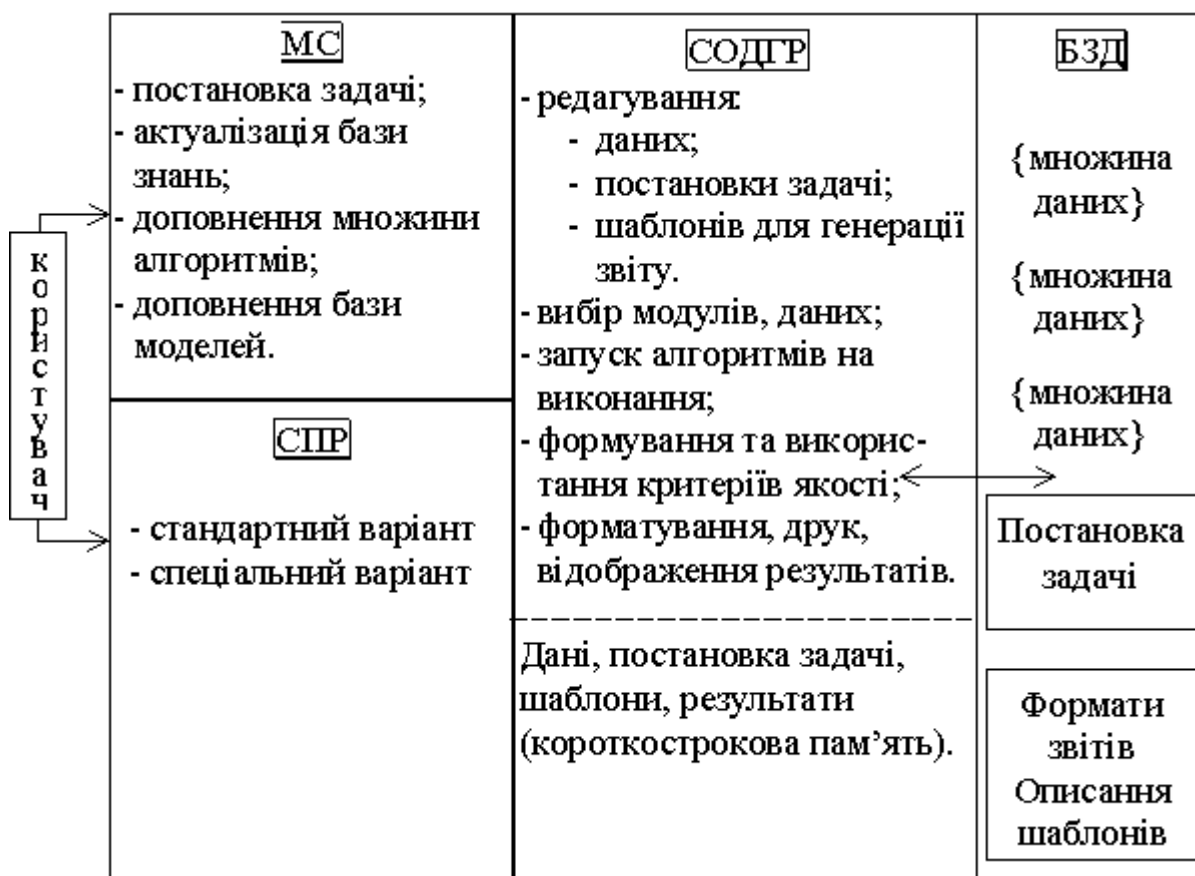 користувач
МС
- постановка задачі;
- актуалізація бази
знань;
- доповнення множини
алгоритмів;
- доповнення бази
моделей.
СПР
- стандартний варіант
- спеціальний варіант
СОДГР
- редагування:
- даних;
- постановки задачі;
- шаблонів для генерації
звіту.
- вибір модулів, даних;
- запуск алгоритмів на
виконання;
- формування та викорис-
тання критеріїв якості;
- форматування, друк,
відображення результатів.
Дані, постановка задачі,
шаблони, результати
(короткострокова пам’ять).
БЗД
{множина
даних}
{множина
даних}
{множина
даних}
Постановка
задачі
Формати
звітів
Описання
шаблонів